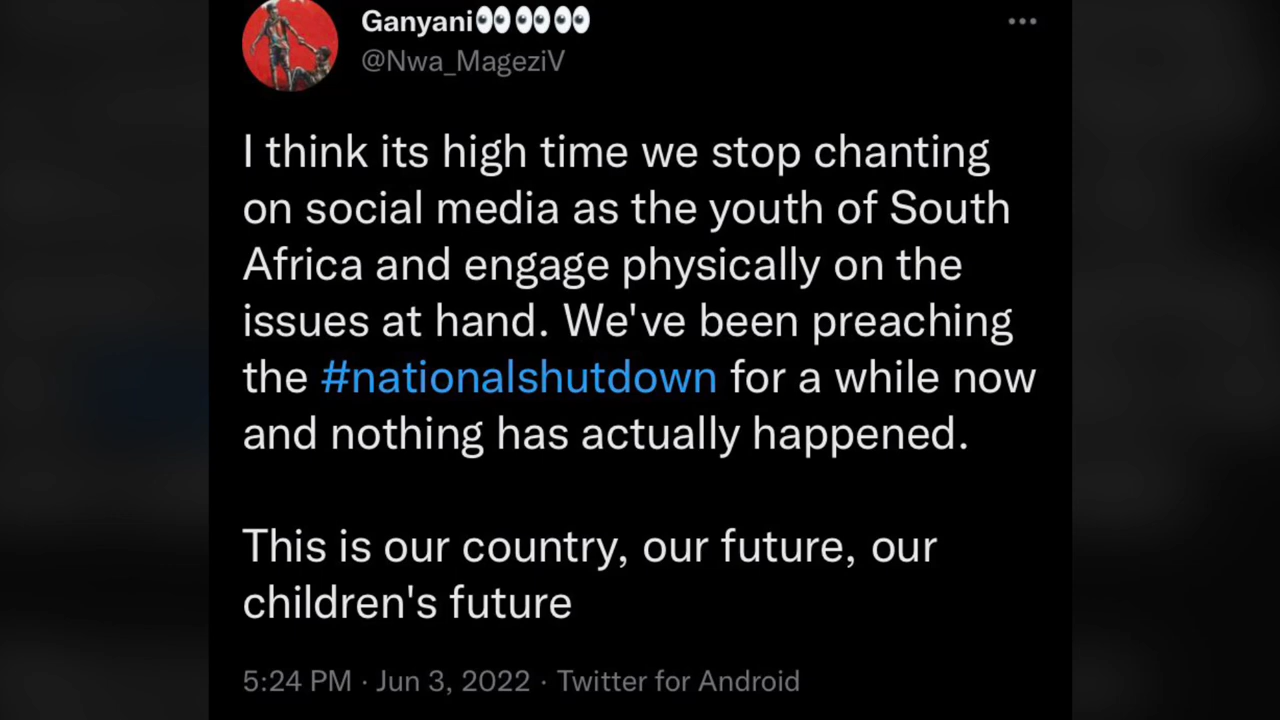 Ganyani👀👀👀
@Nwa_MageziV
I think its high time we stop chanting
on social media as the youth of South
Africa and engage physically on the
issues at hand. We've been preaching
the #nationalshutdown for a while now
and nothing has actually happened.
This is our country, our future, our
children's future
5:24 PM · Jun 3, 2022 · Twitter for Android